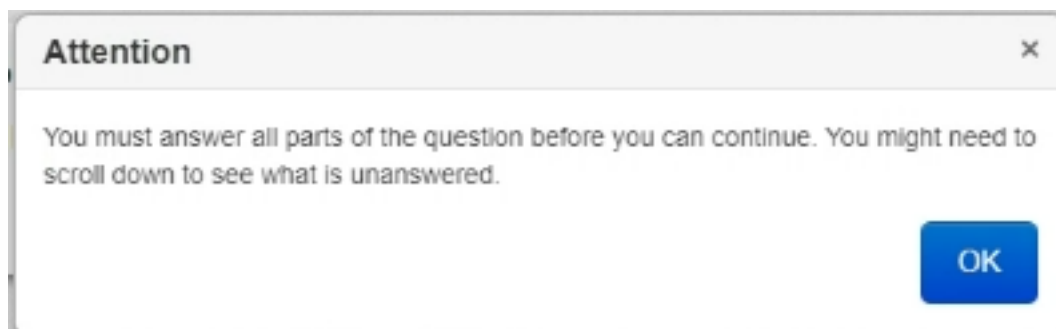 Attention
×
You must answer all parts of the question before you can continue. You might need to
scroll down to see what is unanswered.
OK